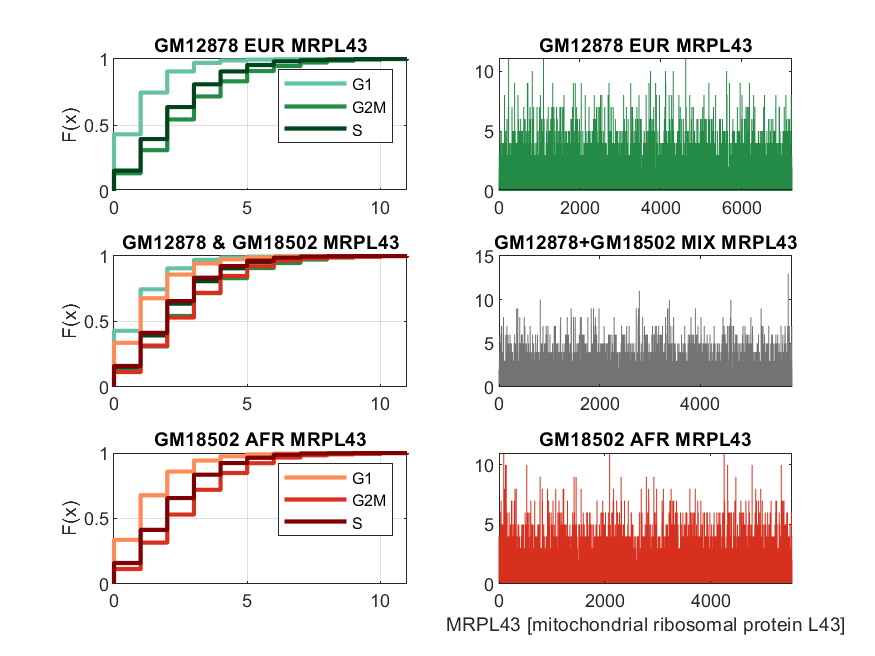 GM12878 EUR MRPL43
F(x)
1
0.5
0
0
5
10
G1
G2M
S
GM12878 EUR MRPL43
10
5
0
0
2000
4000
6000
GM12878 & GM18502 MRPL43
F(x)
1
0.5
0
0
5
10
GM12878+GM18502 MIX MRPL43
15
10
5
0
0
2000
4000
GM18502 AFR MRPL43
F(x)
1
0.5
0
0
5
10
G1
G2M
S
GM18502 AFR MRPL43
10
5
0
0
2000
4000
MRPL43 [mitochondrial ribosomal protein L43]